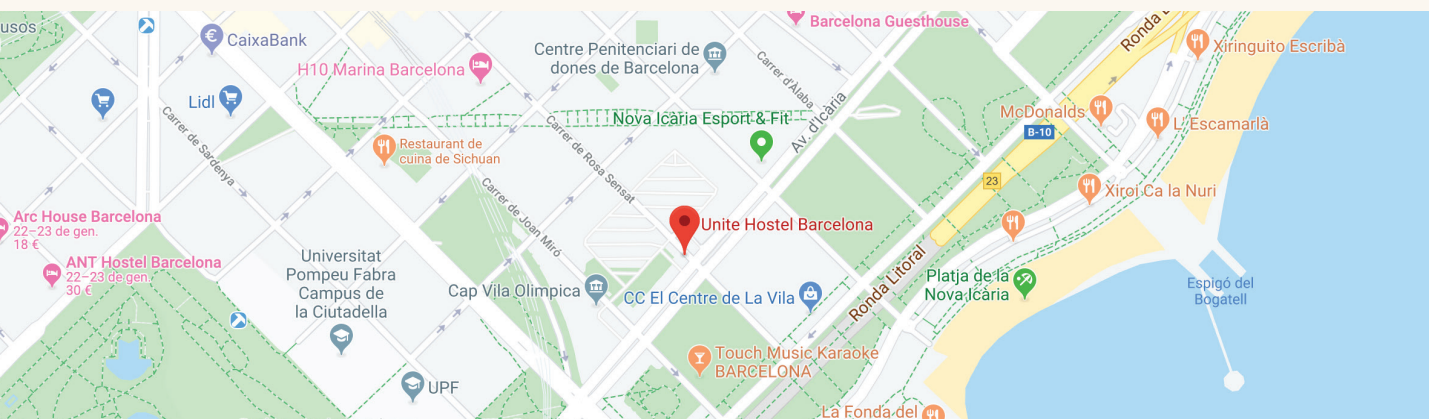 usos
CaixaBank
Barcelona Guesthouse
Ronda L
Xiringuito Escribà
Centre Penitenciari de
dones de Barcelona
H10 Marina Barcelona
Carrer d'Àlaba
Lidl
McDonalds
B-10
L' Escamarlà
Nova Icària Esport & Fit
Av. d'Icària
Carrer de Sardenya
Carrer de Rosa Sensat
Restaurant de
cuina de Sichuan
23
Xiroi Ca la Nuri
Carrer de Joan Miró
Arc House Barcelona
22–23 de gen.
18 €
Unite Hostel Barcelona
ANT Hostel Barcelona
22–23 de gen.
30 €
Universitat
Pompeu Fabra
Campus de
la Ciutadella
Cap Vila Olimpica
CC El Centre de La Vila
Ronda Litoral
Platja de la
Nova Icària
Espigó del
Bogatell
Touch Music Karaoke
BARCELONA
UPF
La Fonda del